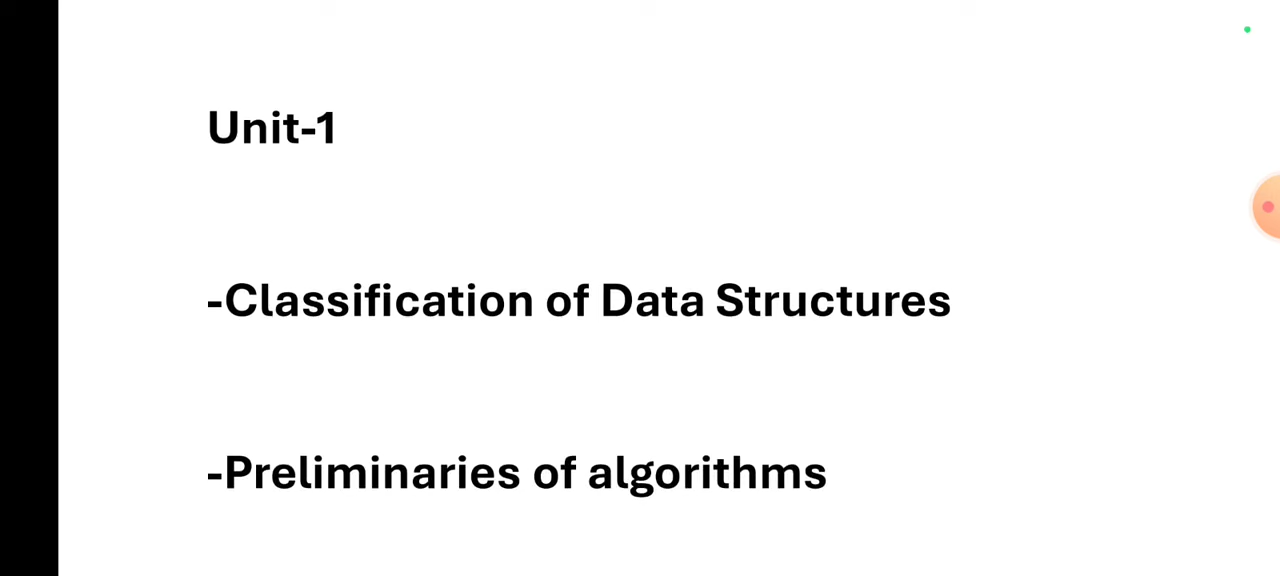 Unit-1
-Classification of Data Structures
-Preliminaries of algorithms